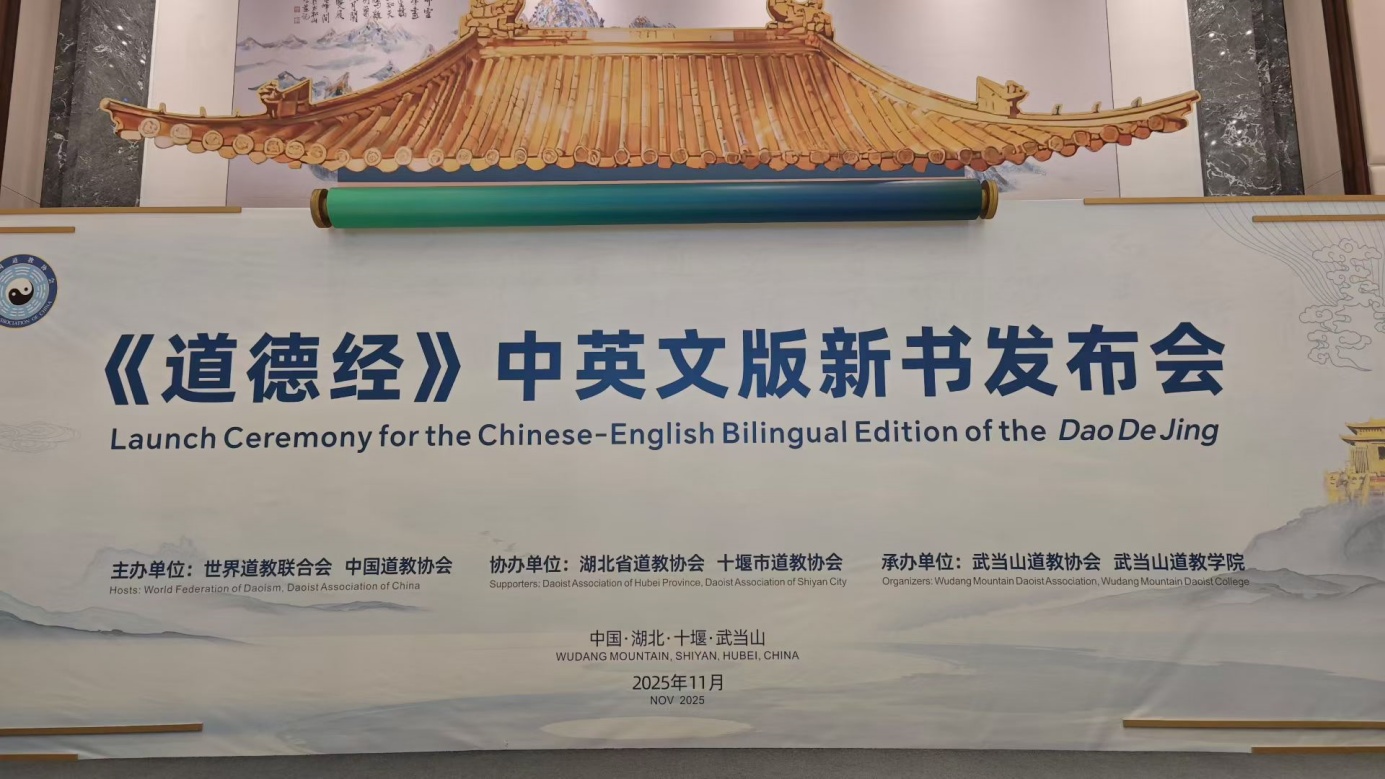 《道德经》中英文版新书发布会
Launch Ceremony for the Chinese-English Bilingual Edition of the Dao De Jing
主办单位：世界道教联合会 中国道教协会
Hosts: World Federation of Daoism, Daoist Association of China
协办单位：湖北省道教协会 十堰市道教协会
Supporters: Daoist Association of Hubei Province, Daoist Association of Shiyan City
承办单位：武当山道教协会 武当山道教学院
Organizers: Wudang Mountain Daoist Association, Wudang Mountain Daoist College
中国·湖北·十堰·武当山
WUDANG MOUNTAIN, SHIYAN, HUBEI, CHINA
2025年11月
NOV 2025